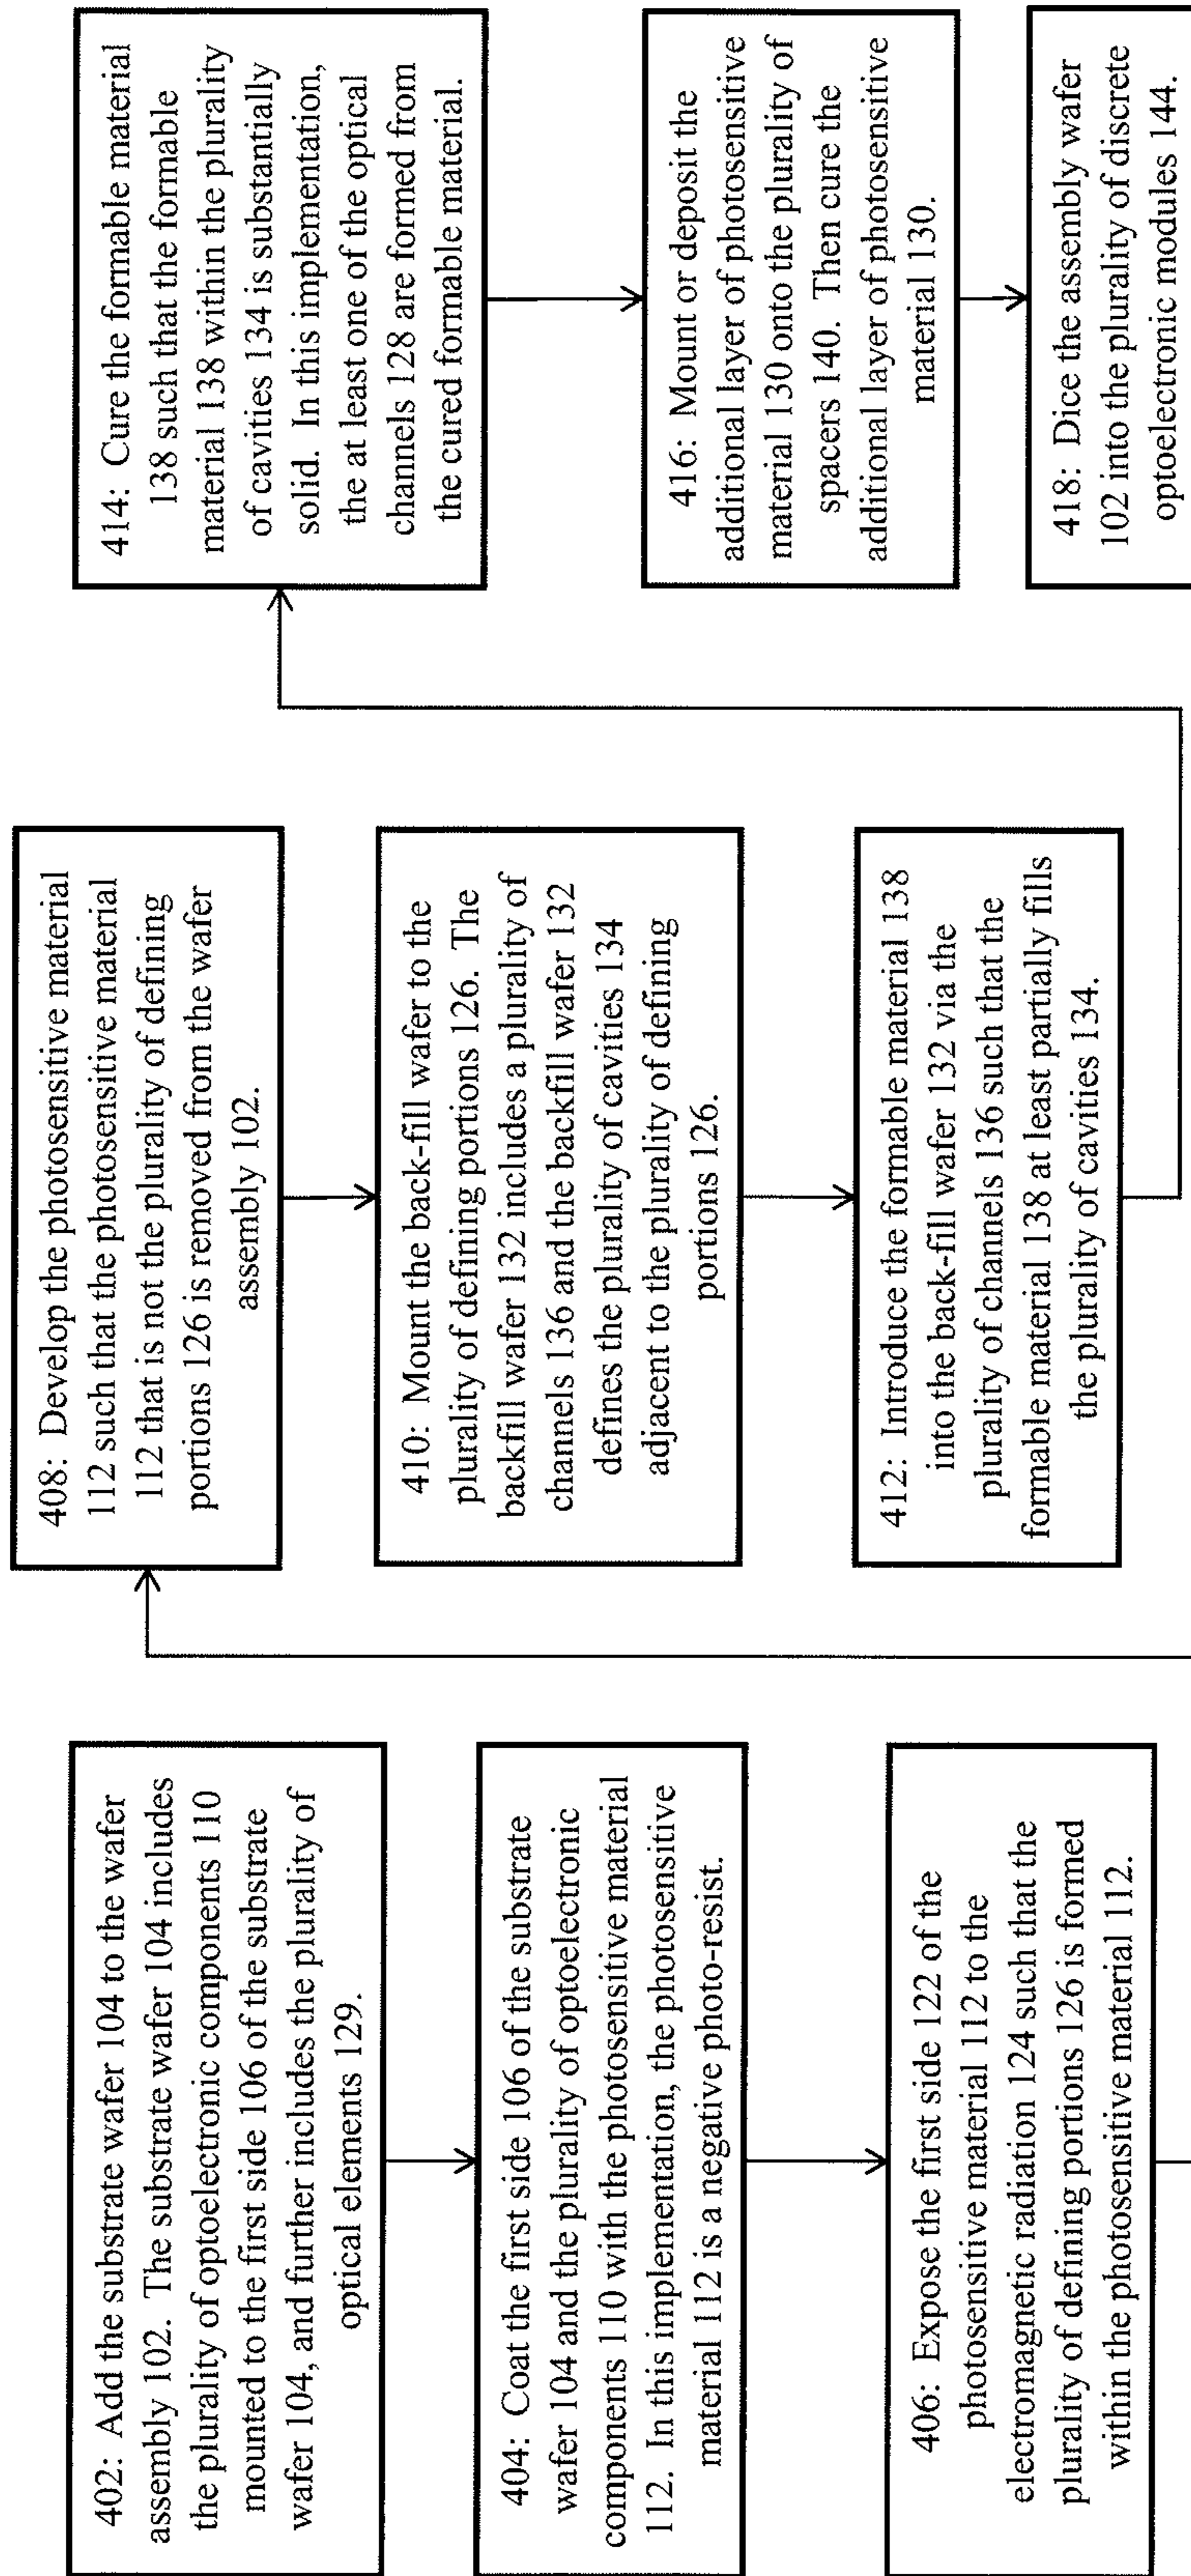 402: Add the substrate wafer 104 to the wafer
assembly 102. The substrate wafer 104 includes
the plurality of optoelectronic components 110
mounted to the first side 106 of the substrate
wafer 104, and further includes the plurality of
optical elements 129.
404: Coat the first side 106 of the substrate
wafer 104 and the plurality of optoelectronic
components 110 with the photosensitive material
112. In this implementation, the photosensitive
material 112 is a negative photo-resist.
406: Expose the first side 122 of the
photosensitive material 112 to the
electromagnetic radiation 124 such that the
plurality of defining portions 126 is formed
within the photosensitive material 112.
408: Develop the photosensitive material
112 such that the photosensitive material
112 that is not the plurality of defining
portions 126 is removed from the wafer
assembly 102.
410: Mount the back-fill wafer to the
plurality of defining portions 126. The
backfill wafer 132 includes a plurality of
channels 136 and the backfill wafer 132
defines the plurality of cavities 134
adjacent to the plurality of defining
portions 126.
412: Introduce the formable material 138
into the back-fill wafer 132 via the
plurality of channels 136 such that the
formable material 138 at least partially fills
the plurality of cavities 134.
414: Cure the formable material
138 such that the formable
material 138 within the plurality
of cavities 134 is substantially
solid. In this implementation,
the at least one of the optical
channels 128 are formed from
the cured formable material.
416: Mount or deposit the
additional layer of photosensitive
material 130 onto the plurality of
spacers 140. Then cure the
additional layer of photosensitive
material 130.
418: Dice the assembly wafer
102 into the plurality of discrete
optoelectronic modules 144.